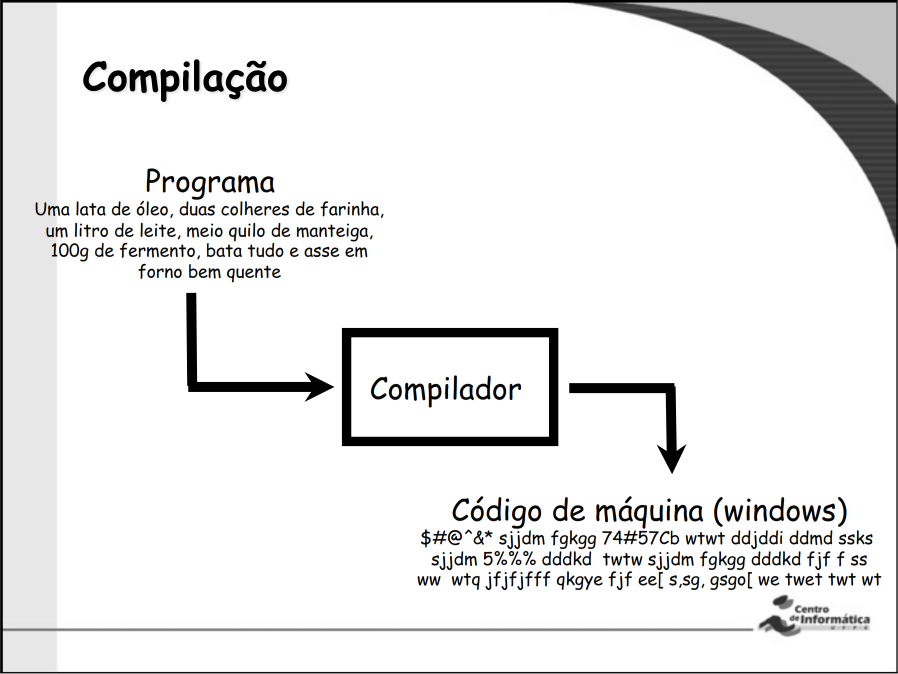 Compilação
Programa
Uma lata de óleo, duas colheres de farinha,
um litro de leite, meio quilo de manteiga,
100g de fermento, bata tudo e asse em
forno bem quente
Compilador
Código de máquina (windows)
$#@^&* sjjdm fgkgg 74#57Cb wtwt ddjddi ddmd ssks
sjjdm 5%%% dddkd twtw sjjdm fgkgg dddkd fjf f ss
ww wtq jfjfjfff qkgye fjf ee[ s,sg, gsgo[ we twet twt wt
Centro
de Informática
U F P E